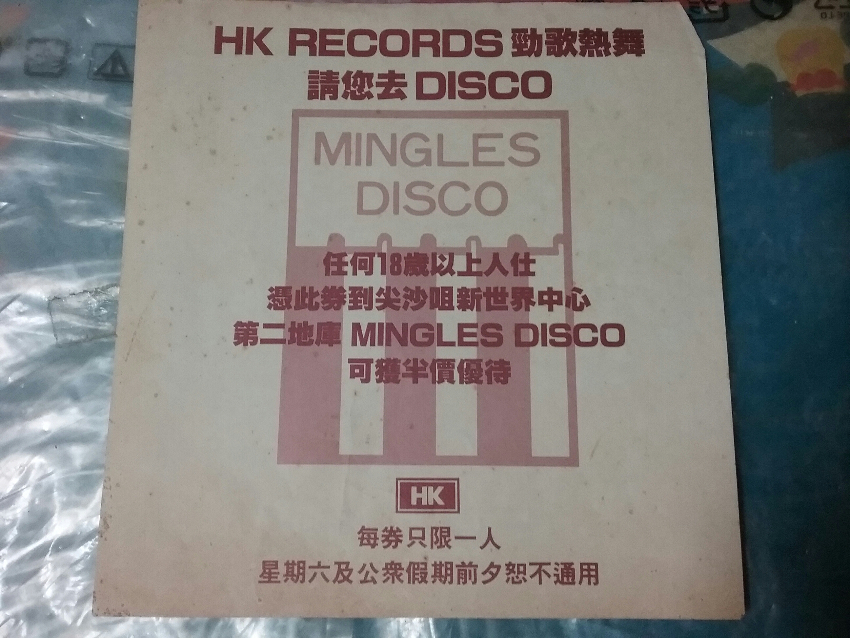 HK RECORDS 勁歌熱舞
請您去 DISCO
MINGLES
DISCO
任何18歲以上人仕
憑此券到尖沙咀新世界中心
第二地庫 MINGLES DISCO
可獲半價優待
HK
每券只限一人
星期六及公眾假期前夕恕不通用